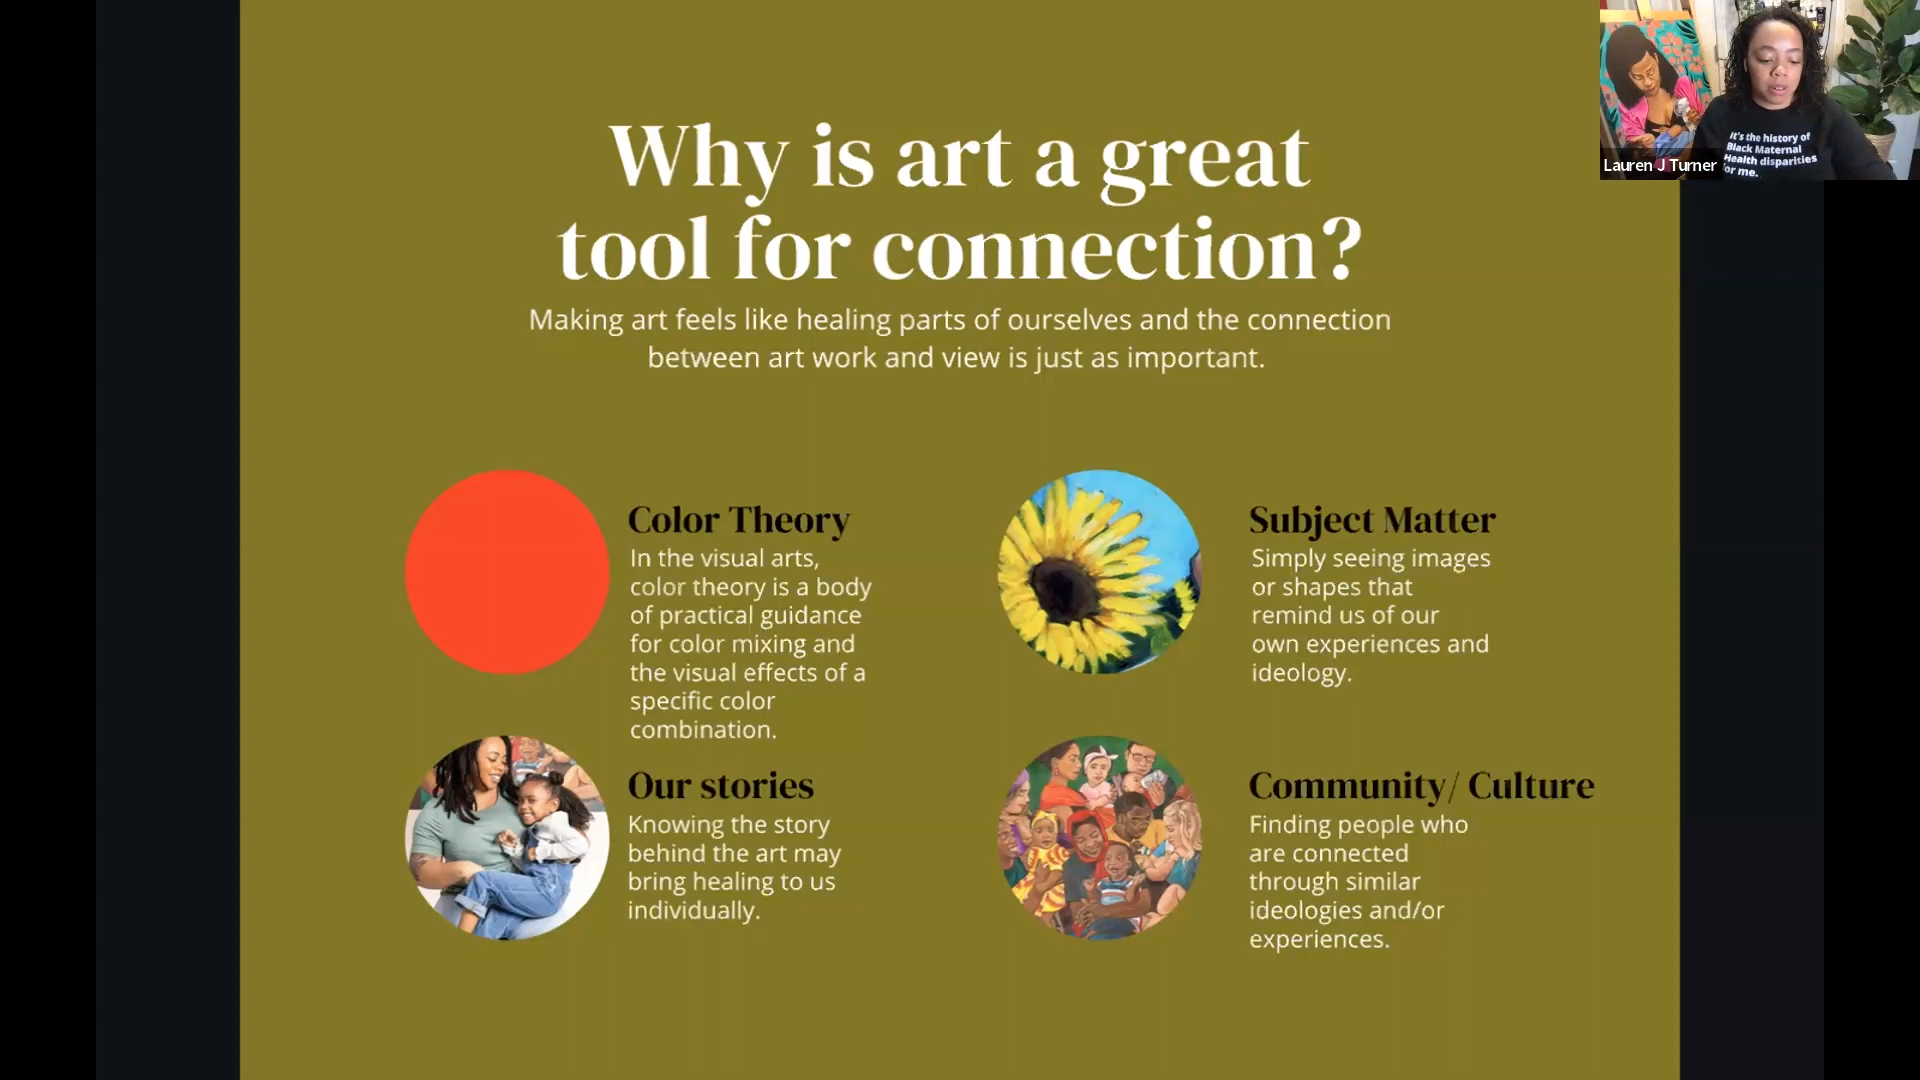 Why is art a great
tool for connection?
Making art feels like healing parts of ourselves and the connection
between art work and view is just as important.
Color Theory
In the visual arts,
color theory is a body
of practical guidance
for color mixing and
the visual effects of a
specific color
combination.
Subject Matter
Simply seeing images
or shapes that
remind us of our
own experiences and
ideology.
Our stories
Knowing the story
behind the art may
bring healing to us
individually.
Community/ Culture
Finding people who
are connected
through similar
ideologies and/or
experiences.
It's the history of
Black Maternal
Health disparities
for me.
Lauren J Turner